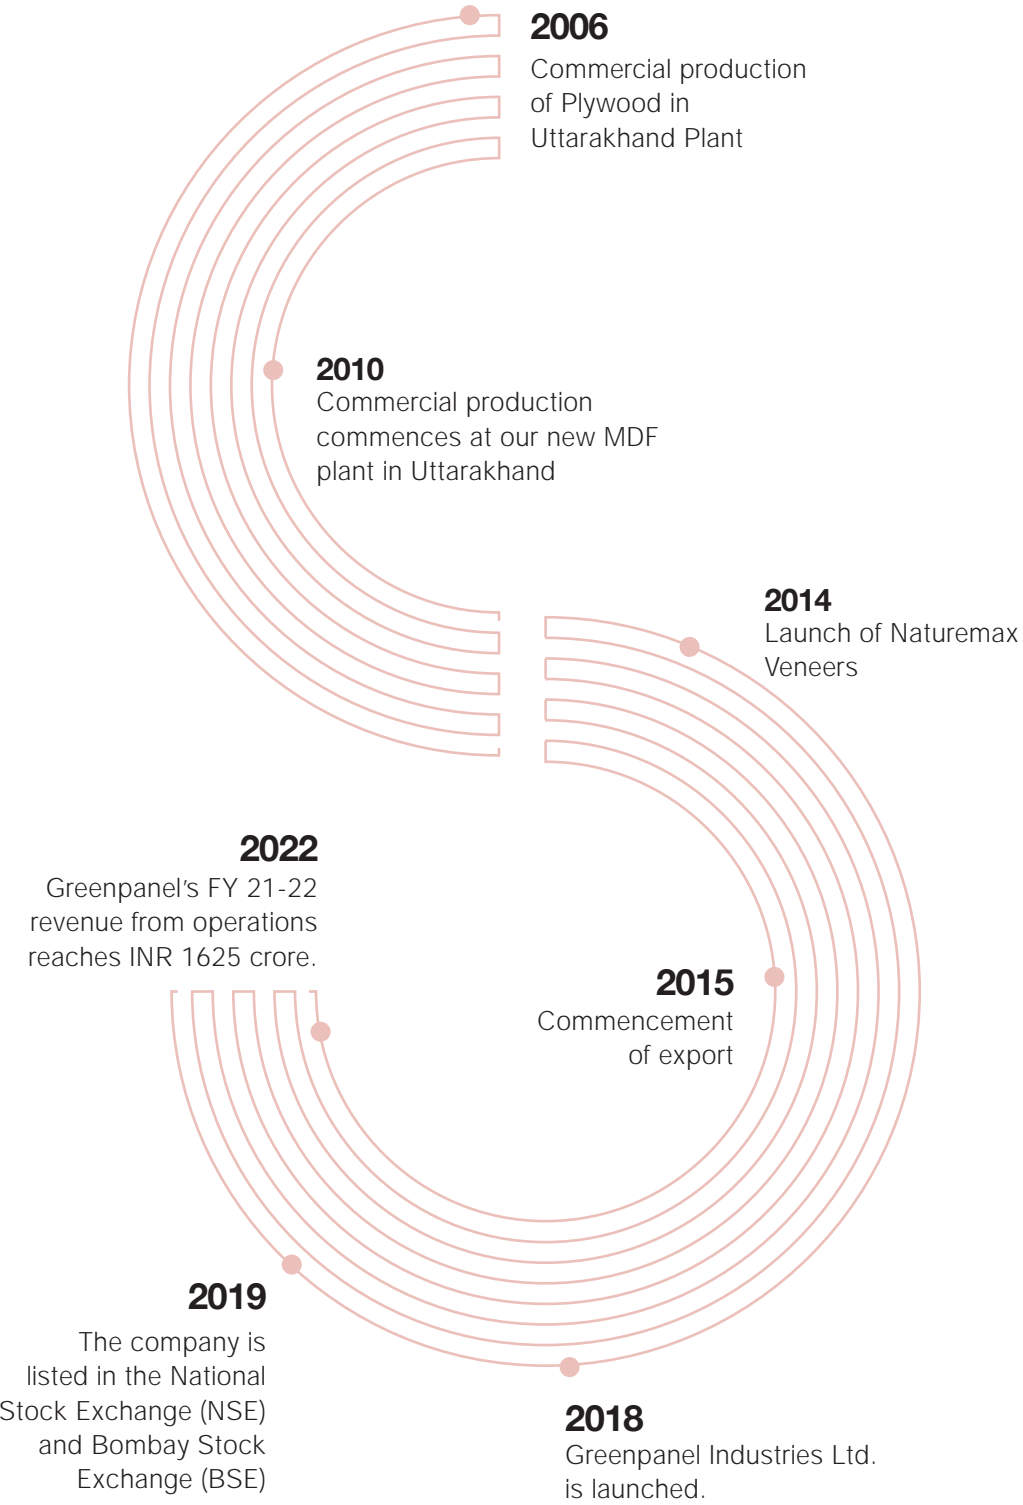 2006
Commercial production
of Plywood in
Uttarakhand Plant
2010
Commercial production
commences at our new MDF
plant in Uttarakhand
2014
Launch of Naturemax
Veneers
2015
Commencement
of export
2018
Greenpanel Industries Ltd.
is launched.
2019
The company is
listed in the National
Stock Exchange (NSE)
and Bombay Stock
Exchange (BSE)
2022
Greenpanel's FY 21-22
revenue from operations
reaches INR 1625 crore.